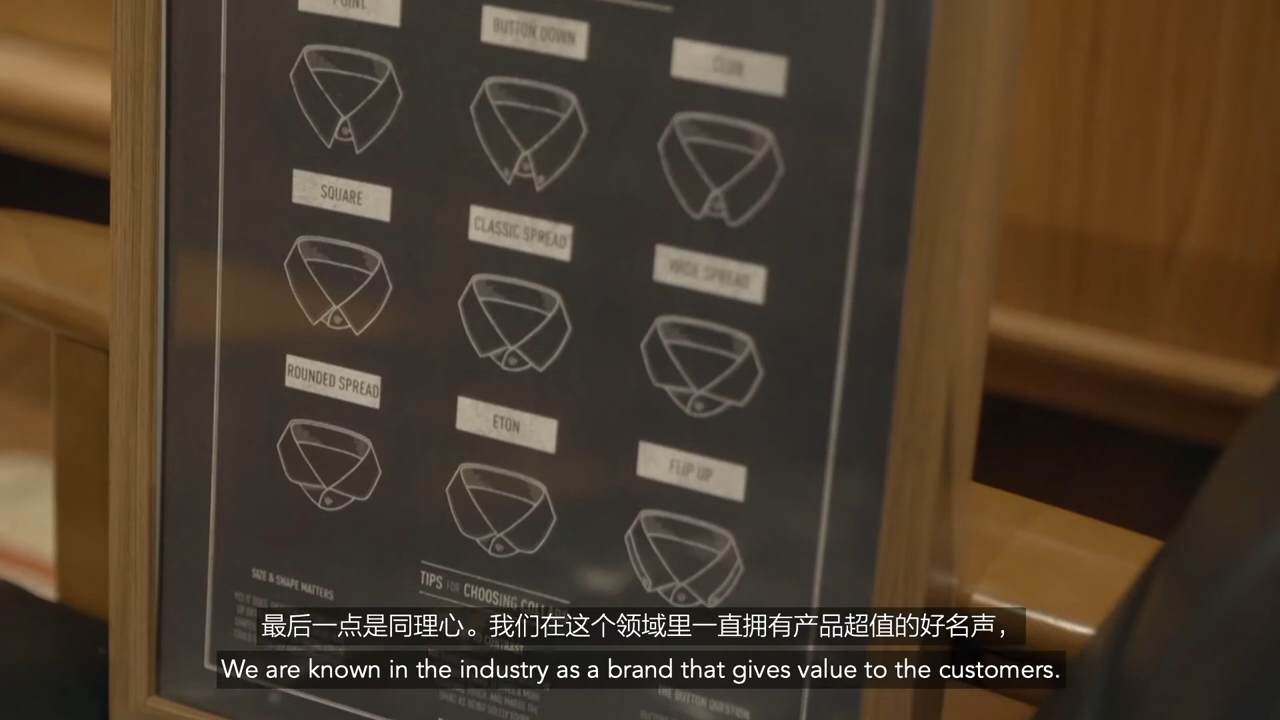 POINT
BUTTON DOWN
CLUB
SQUARE
CLASSIC SPREAD
WIDE SPREAD
ROUNDED SPREAD
ETON
FLIP UP
SIZE & SHAPE MATTERS
TIPS FOR CHOOSING
THE BUTTON QUESTION
最后一点是同理心。我们在这个领域里一直拥有产品超值的好名声，
We are known in the industry as a brand that gives value to the customers.